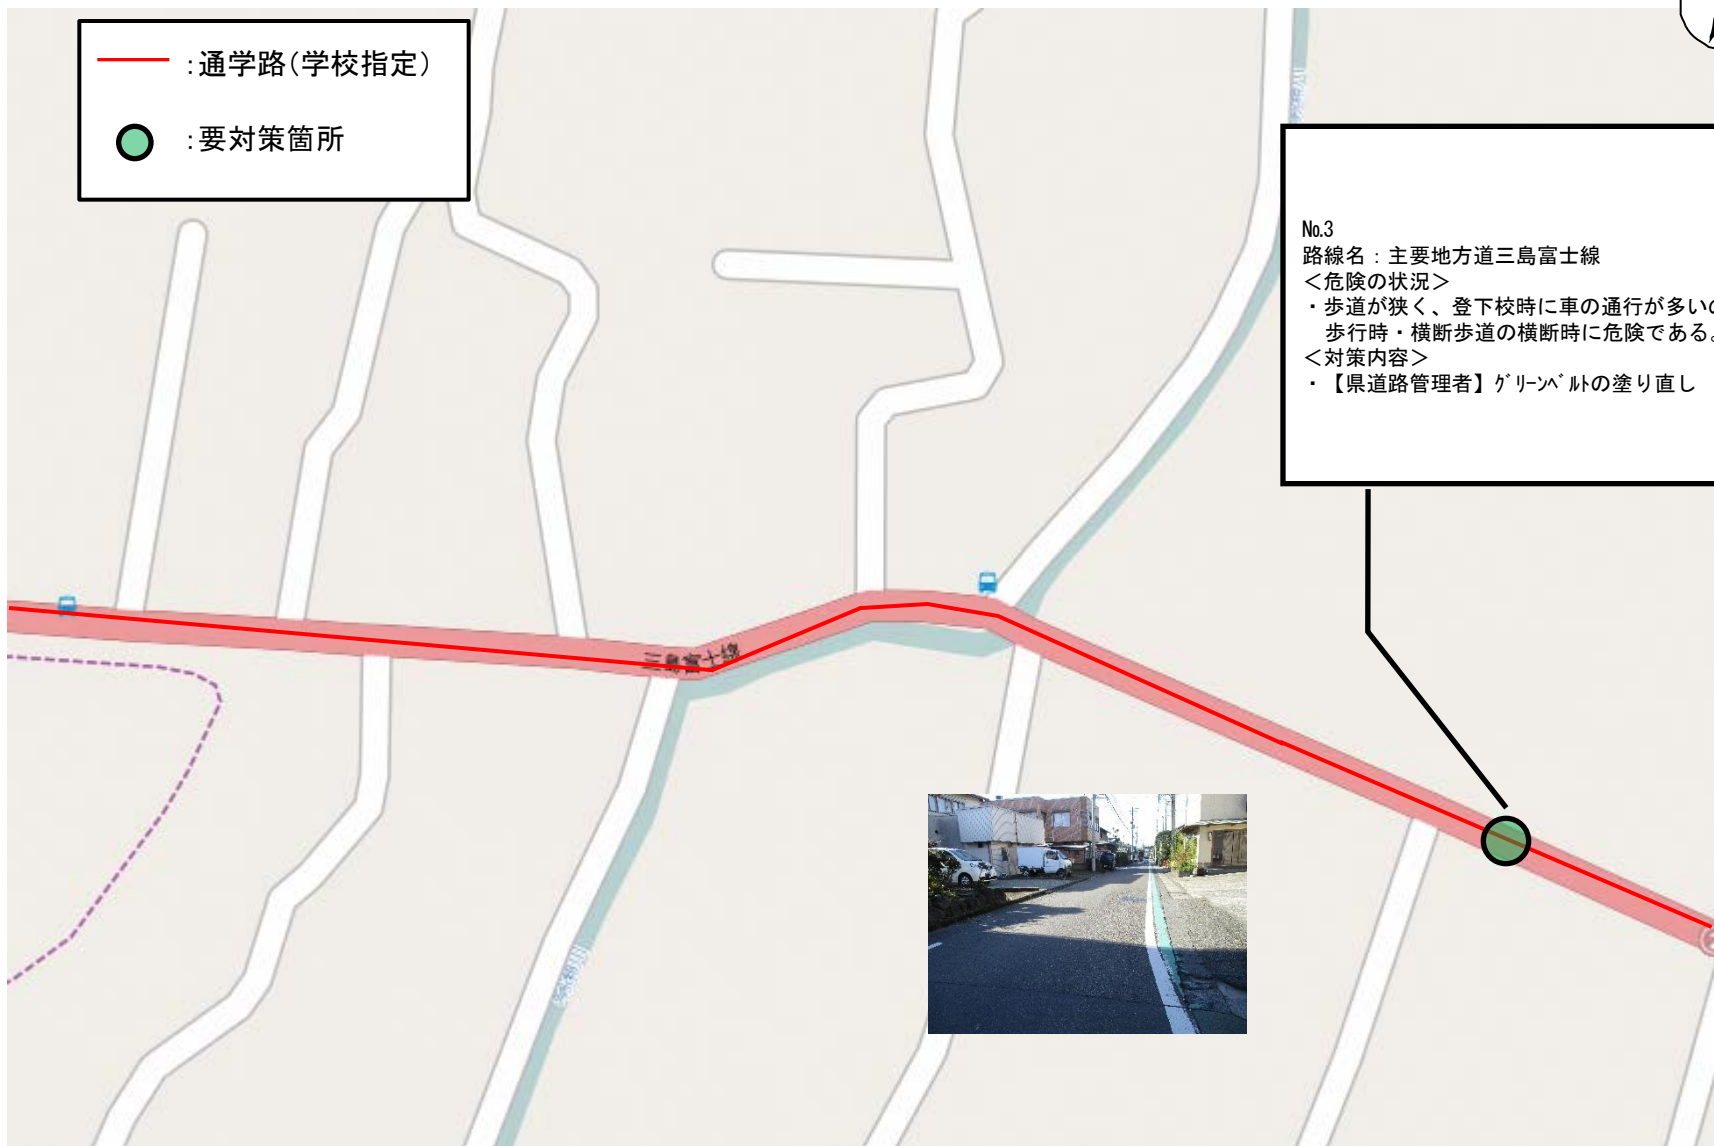 :通学路(学校指定)
:要対策箇所
No.3
路線名：主要地方道三島富士線
＜危険の状況＞
・歩道が狭く、登下校時に車の通行が多いの
歩行時・横断歩道の横断時に危険である。
＜対策内容＞
・【県道路管理者】ｸﾞﾘｰﾝﾍﾞﾙﾄの塗り直し
三島富士線